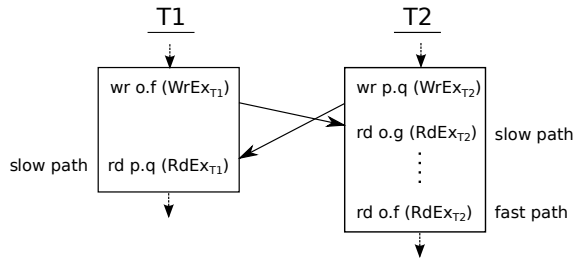 T1
T2
wr o.f (WrEx_T1)
slow path
rd p.q (RdEx_T1)
wr p.q (WrEx_T2)
rd o.g (RdEx_T2)
slow path
rd o.f (RdEx_T2)
fast path